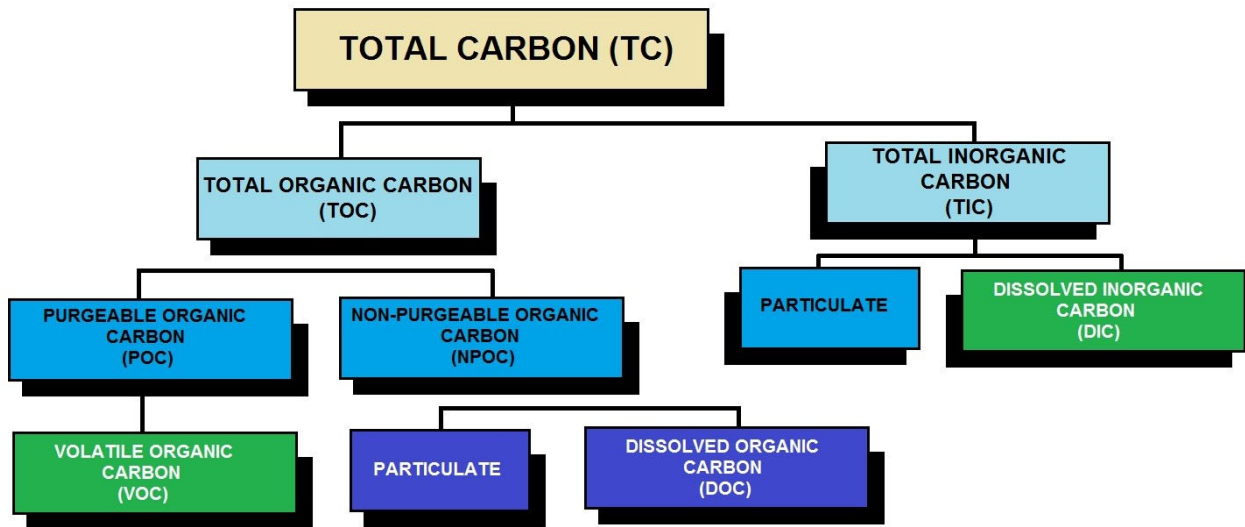 TOTAL CARBON (TC)
TOTAL ORGANIC CARBON
(TOC)
TOTAL INORGANIC
CARBON
(TIC)
PURGEABLE ORGANIC
CARBON
(POC)
NON-PURGEABLE ORGANIC
CARBON
(NPOC)
PARTICULATE
DISSOLVED INORGANIC
CARBON
(DIC)
VOLATILE ORGANIC
CARBON
(VOC)
PARTICULATE
DISSOLVED ORGANIC
CARBON
(DOC)